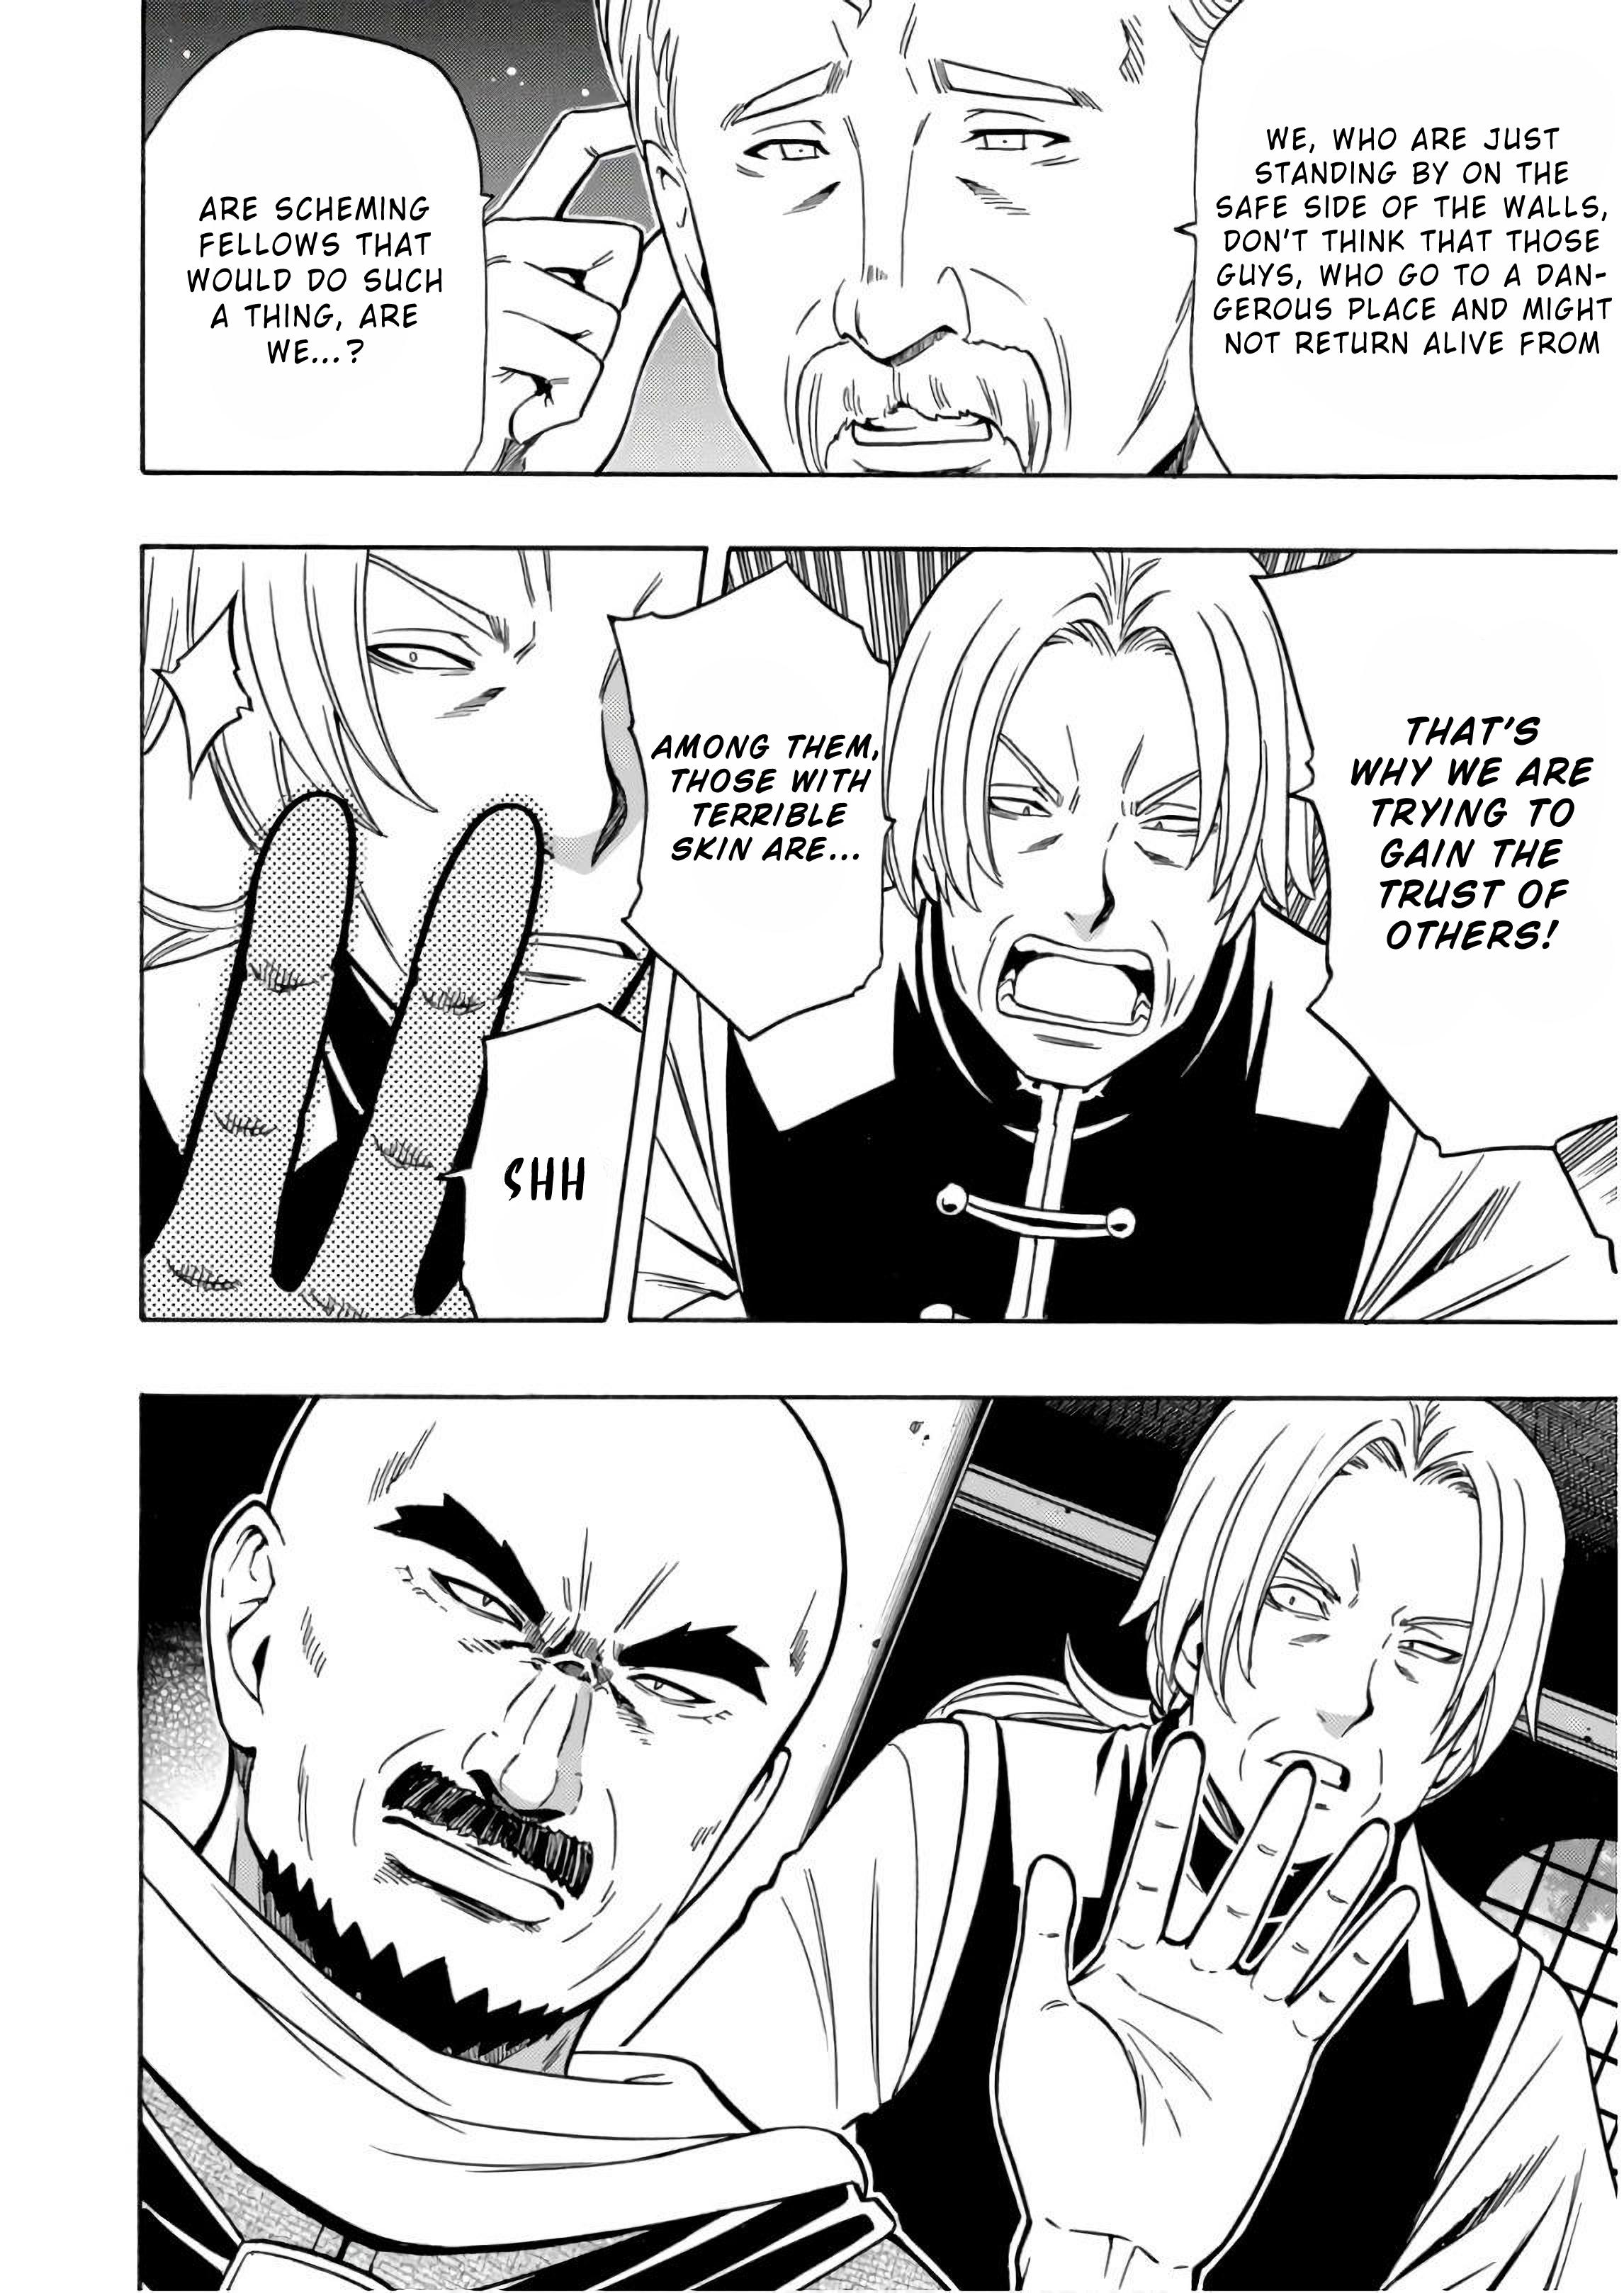 WE, WHO ARE JUST
STANDING BY ON THE
SAFE SIDE OF THE WALLS,
DON'T THINK THAT THOSE
GUYS, WHO GO TO A DAN-
GEROUS PLACE AND MIGHT
NOT RETURN ALIVE FROM
ARE SCHEMING
FELLOWS THAT
WOULD DO SUCH
A THING, ARE
WE...?
THAT'S
WHY WE ARE
TRYING TO
GAIN THE
TRUST OF
OTHERS!
AMONG THEM,
THOSE WITH
TERRIBLE
SKIN ARE...
SHH